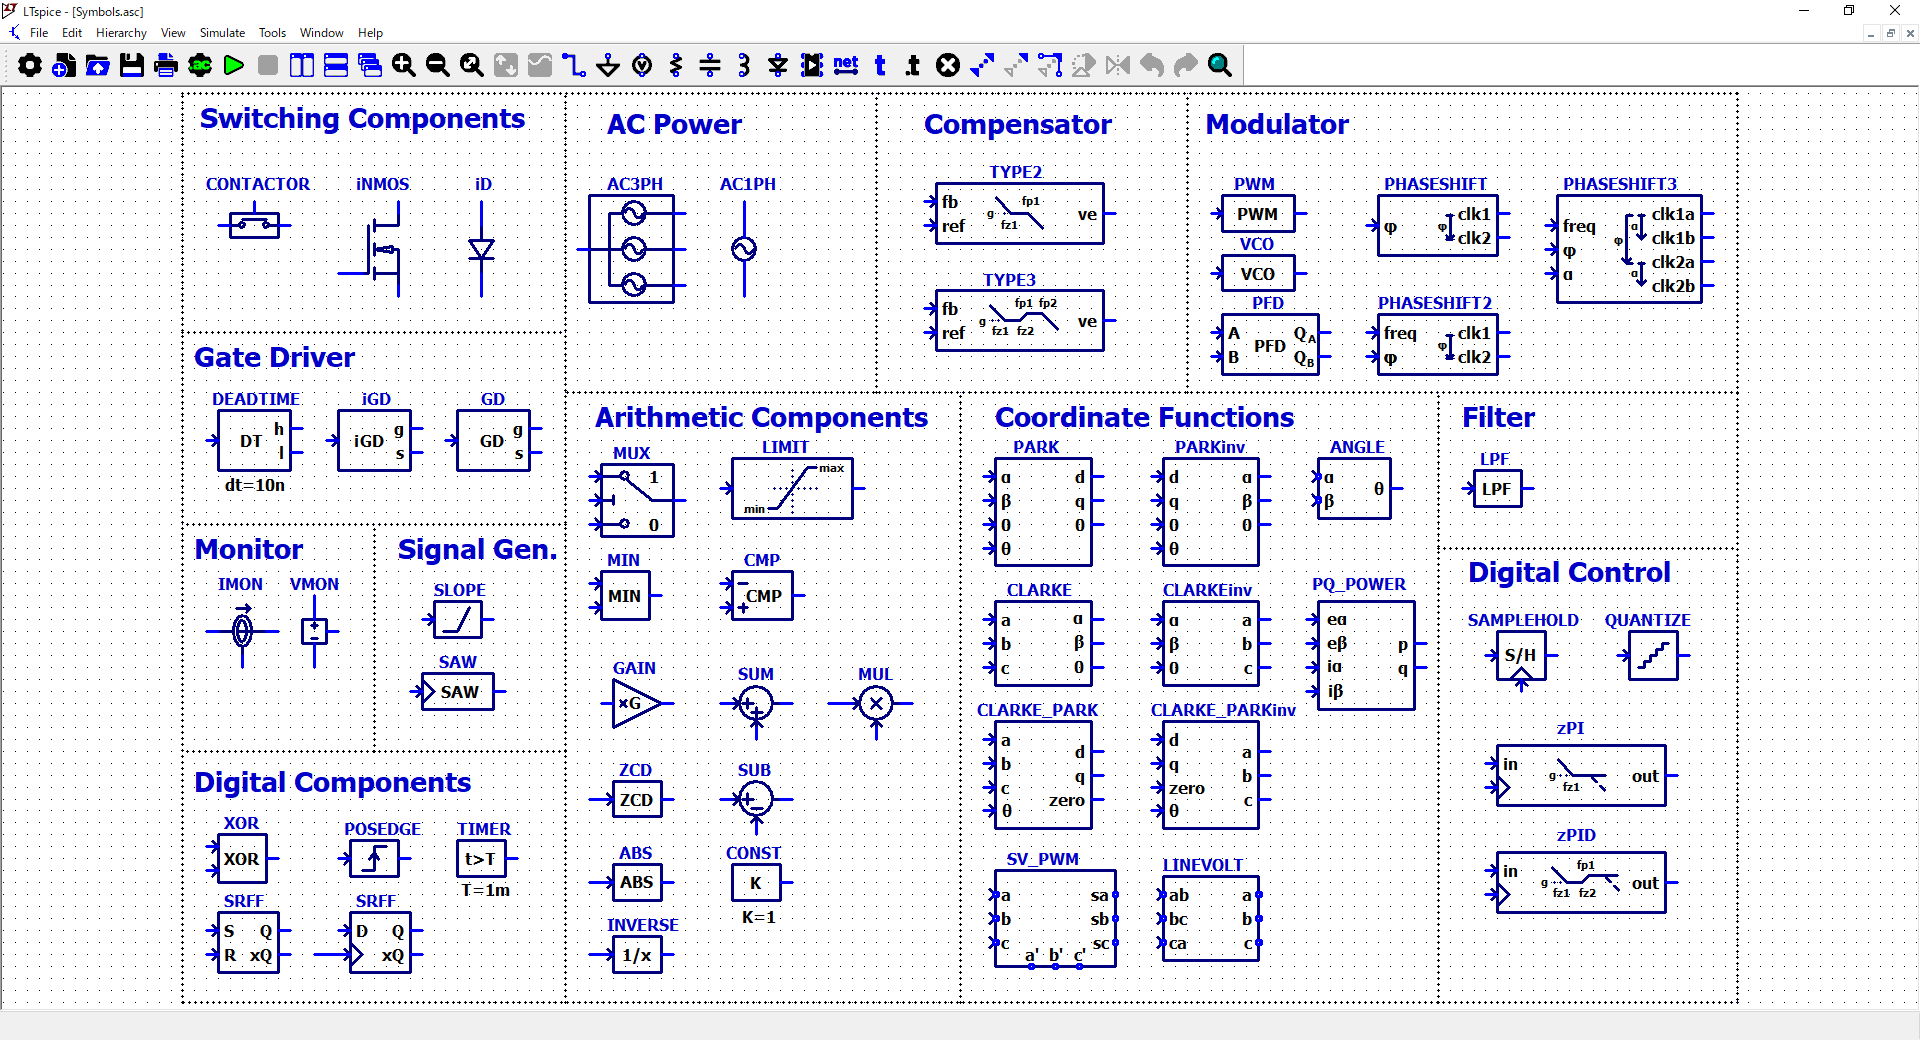 LTspice - [Symbols.asc]
File Edit Hierarchy View Simulate Tools Window Help
.ac net t .t
Switching Components
CONTACTOR iNMOS iD
AC Power
AC3PH AC1PH
Compensator
TYPE2
fb fp1
g ve
ref fz1
TYPE3
fb fp1 fp2
g ve
ref fz1 fz2
Modulator
PWM
PWM
VCO
VCO
PFD
A QA
PFD
B QB
PHASESHIFT
clk1
φ φ
clk2
PHASESHIFT2
freq clk1
φ
φ clk2
PHASESHIFT3
clk1a
freq α
φ clk1b
φ
clk2a
α α
clk2b
Gate Driver
DEADTIME iGD GD
h g g
DT iGD GD
l s s
dt=10n
Monitor
IMON VMON
Signal Gen.
SLOPE
SAW
SAW
Digital Components
XOR POSEDGE TIMER
XOR t>T
T=1m
SRFF SRFF
S Q D Q
R xQ xQ
Arithmetic Components
MUX LIMIT
1 max
0 min
MIN CMP
MIN CMP
GAIN SUM MUL
×G
ZCD SUB
ZCD
ABS CONST
ABS K
K=1
INVERSE
1/x
Coordinate Functions
PARK PARKinv ANGLE
α d d α α
β q q β θ
0 0 0 0 β
θ θ
CLARKE CLARKEinv PQ_POWER
a α α a eα
b β β b eβ p
c 0 0 c iα q
iβ
CLARKE_PARK CLARKE_PARKinv
a d d a
b q q b
c zero zero c
θ θ
SV_PWM LINEVOLT
a sa ab a
b sb bc b
c sc ca c
a' b' c'
Filter
LPF
LPF
Digital Control
SAMPLEHOLD QUANTIZE
S/H
zPI
in
g out
fz1
zPID
in fp1
g out
fz1 fz2